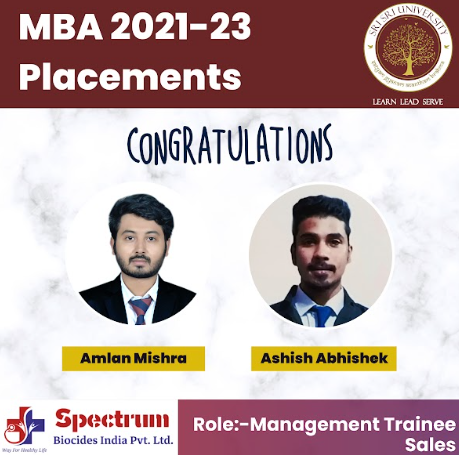 MBA 2021-23
Placements
SRI SRI UNIVERSITY
LEARN LEAD SERVE
CONGRATULATIONS
Amlan Mishra
Ashish Abhishek
Spectrum
Biocides India Pvt. Ltd.
Way For Healthy Life
Role:-Management Trainee
Sales